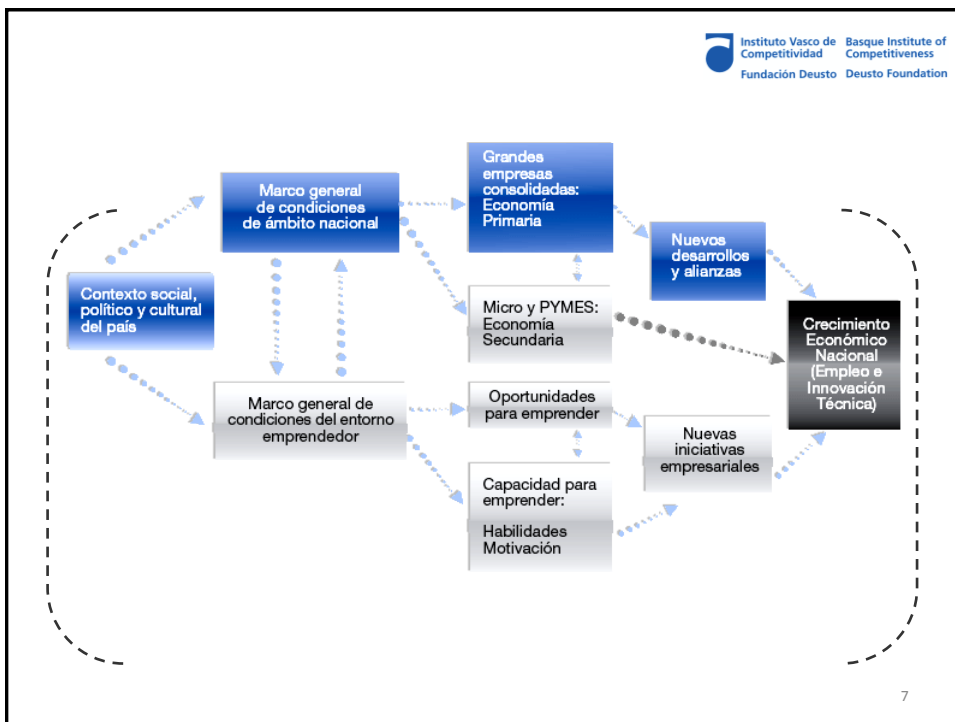 Instituto Vasco de
Competitividad
Fundación Deusto
Basque Institute of
Competitiveness
Deusto Foundation
Grandes
empresas
consolidadas:
Economía
Primaria
Marco general
de condiciones
de ámbito nacional
Nuevos
desarrollos
y alianzas
Contexto social,
político y cultural
del país
Micro y PYMES:
Economía
Secundaria
Crecimiento
Económico
Nacional
(Empleo e
Innovación
Técnica)
Marco general de
condiciones del entorno
emprendedor
Oportunidades
para emprender
Nuevas
iniciativas
empresariales
Capacidad para
emprender:
Habilidades
Motivación
7